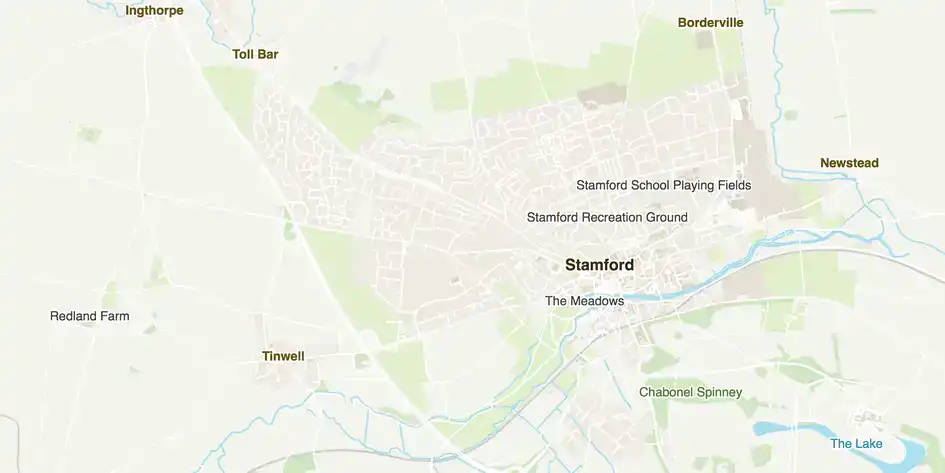 Ingthorpe
Borderville
Toll Bar
Newstead
Stamford School Playing Fields
Stamford Recreation Ground
Stamford
The Meadows
Redland Farm
Tinwell
Chabonel Spinney
The Lake